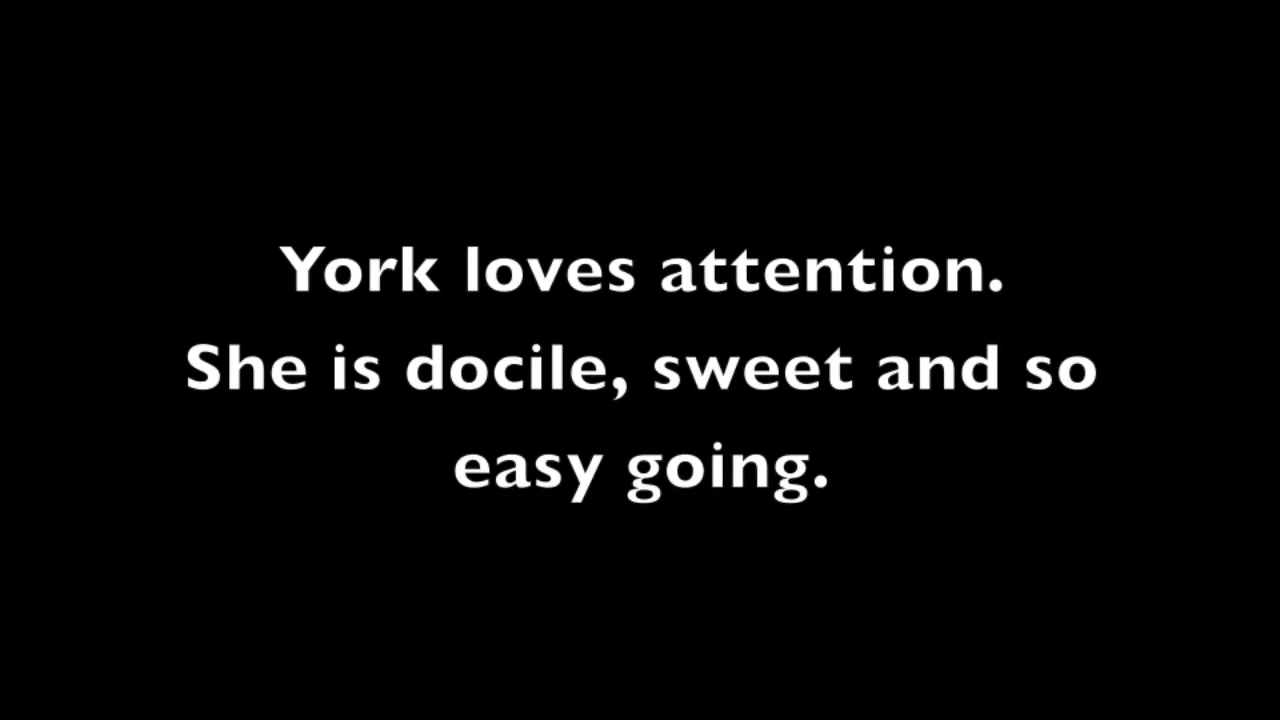 York loves attention.
She is docile, sweet and so
easy going.